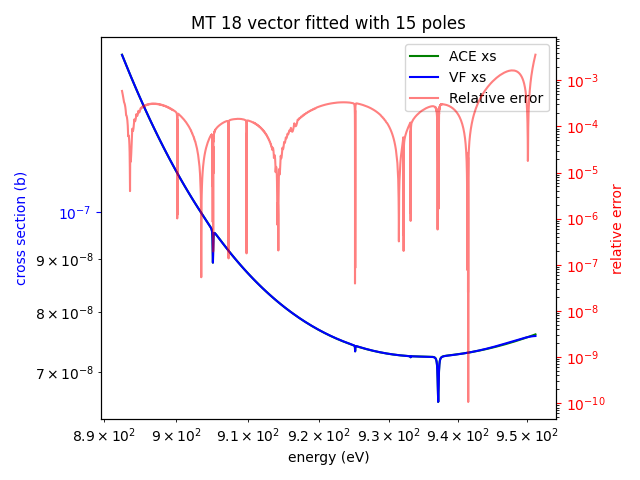 MT 18 vector fitted with 15 poles
ACE xs
VF xs
Relative error
cross section (b)
10⁻⁷
9 × 10⁻⁸
8 × 10⁻⁸
7 × 10⁻⁸
10⁻³
10⁻⁴
10⁻⁵
10⁻⁶
10⁻⁷
10⁻⁸
10⁻⁹
10⁻¹⁰
relative error
8.9 × 10² 9 × 10² 9.1 × 10² 9.2 × 10² 9.3 × 10² 9.4 × 10² 9.5 × 10²
energy (eV)